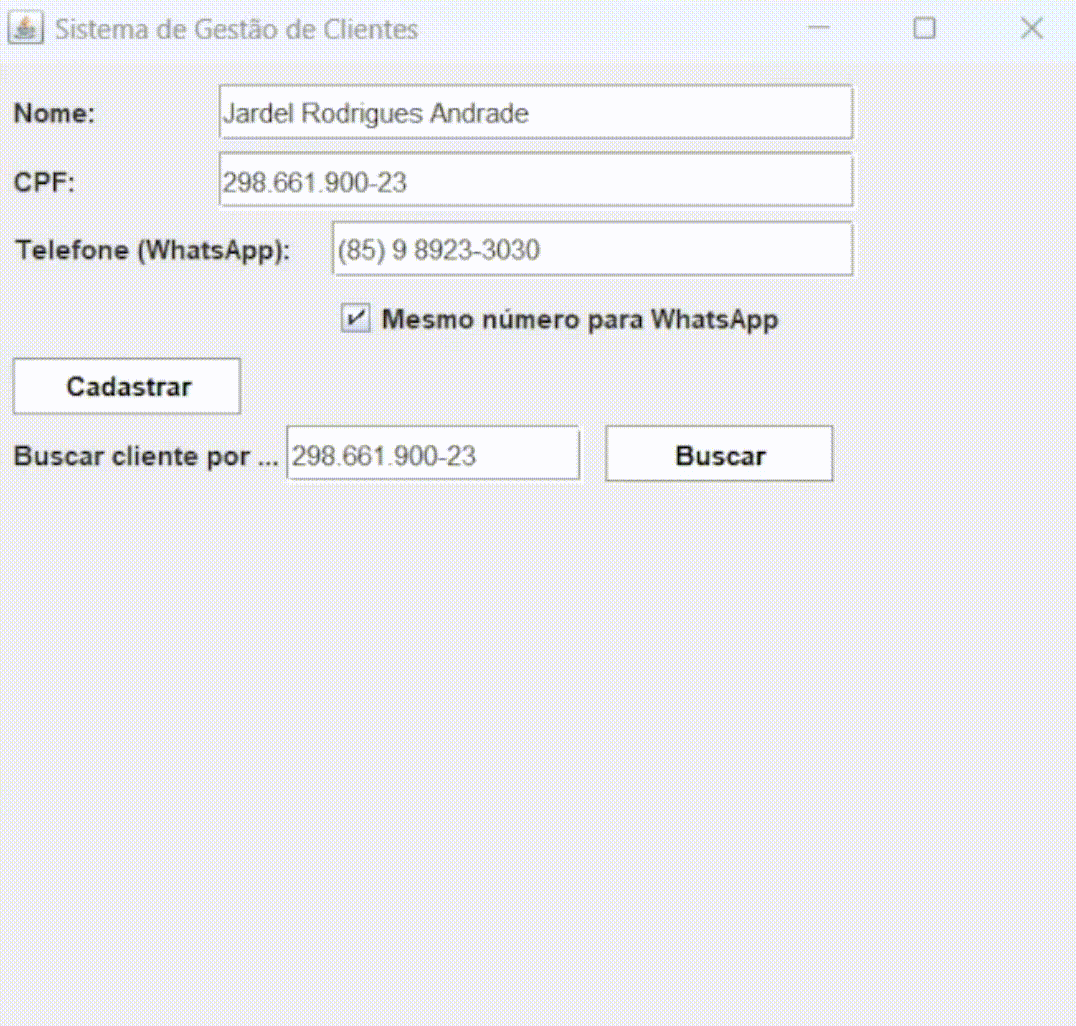 Sistema de Gestão de Clientes
Nome: Jardel Rodrigues Andrade
CPF: 298.661.900-23
Telefone (WhatsApp): (85) 9 8923-3030
Mesmo número para WhatsApp
Cadastrar
Buscar cliente por ... 298.661.900-23 Buscar